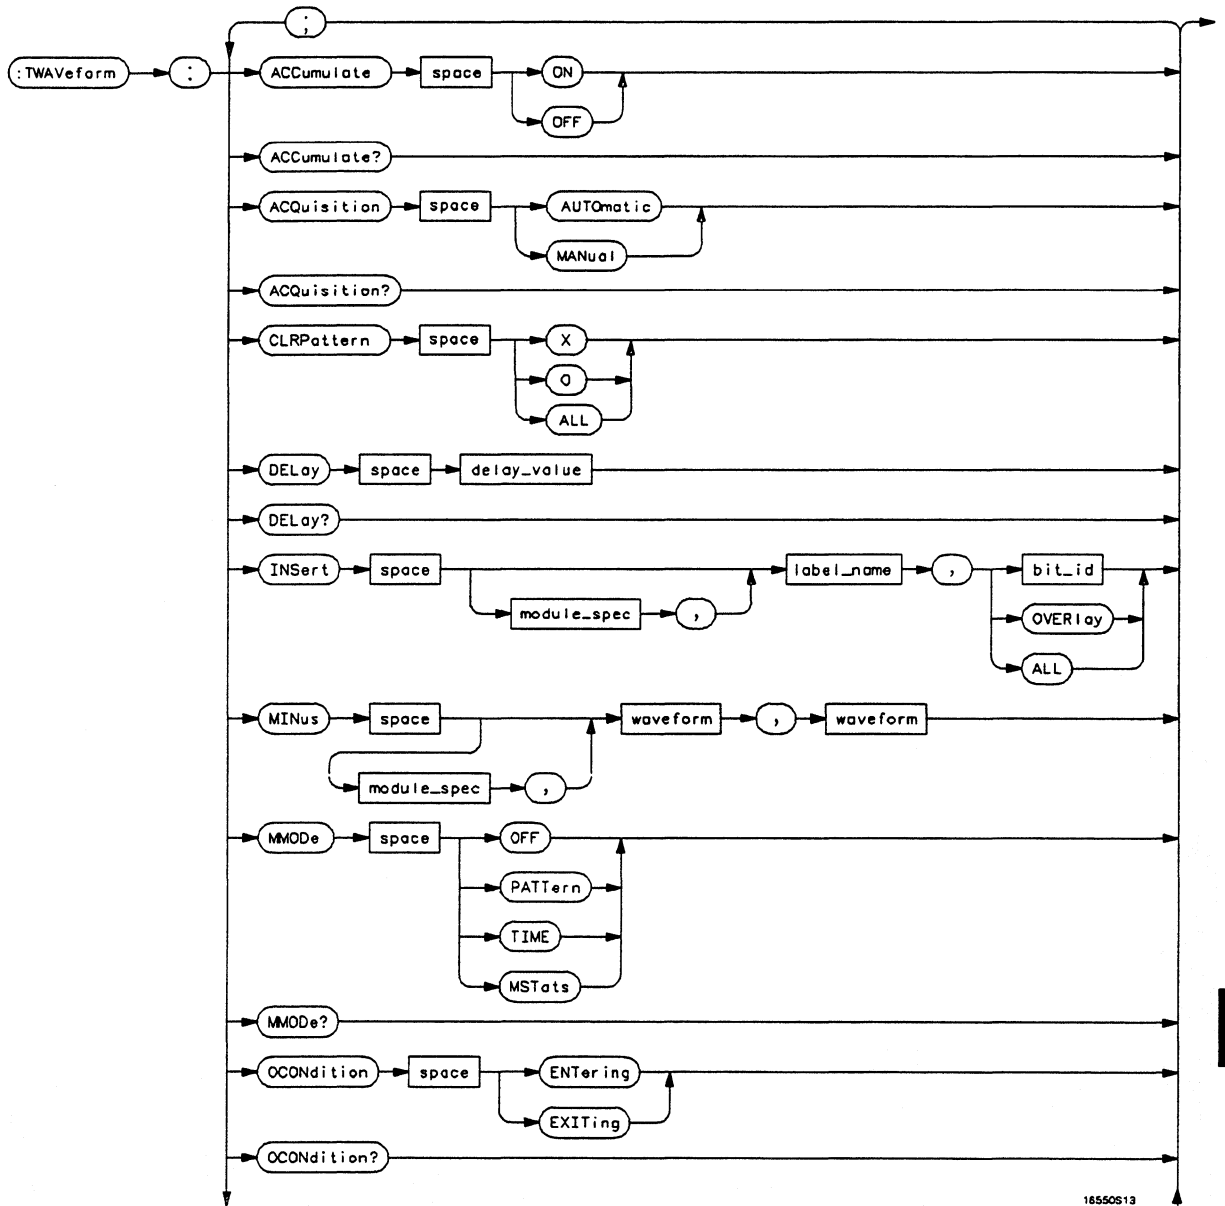 ;
:TWAVeform : ACCumulate space ON
OFF
ACCumulate?
ACQuisition space AUTOmatic
MANual
ACQuisition?
CLRPattern space X
O
ALL
DELay space delay_value
DELay?
INSert space label_name , bit_id
module_spec , OVERlay
ALL
MINus space waveform , waveform
module_spec ,
MMODe space OFF
PATTern
TIME
MSTats
MMODe?
OCONdition space ENTering
EXITing
OCONdition?
16550S13